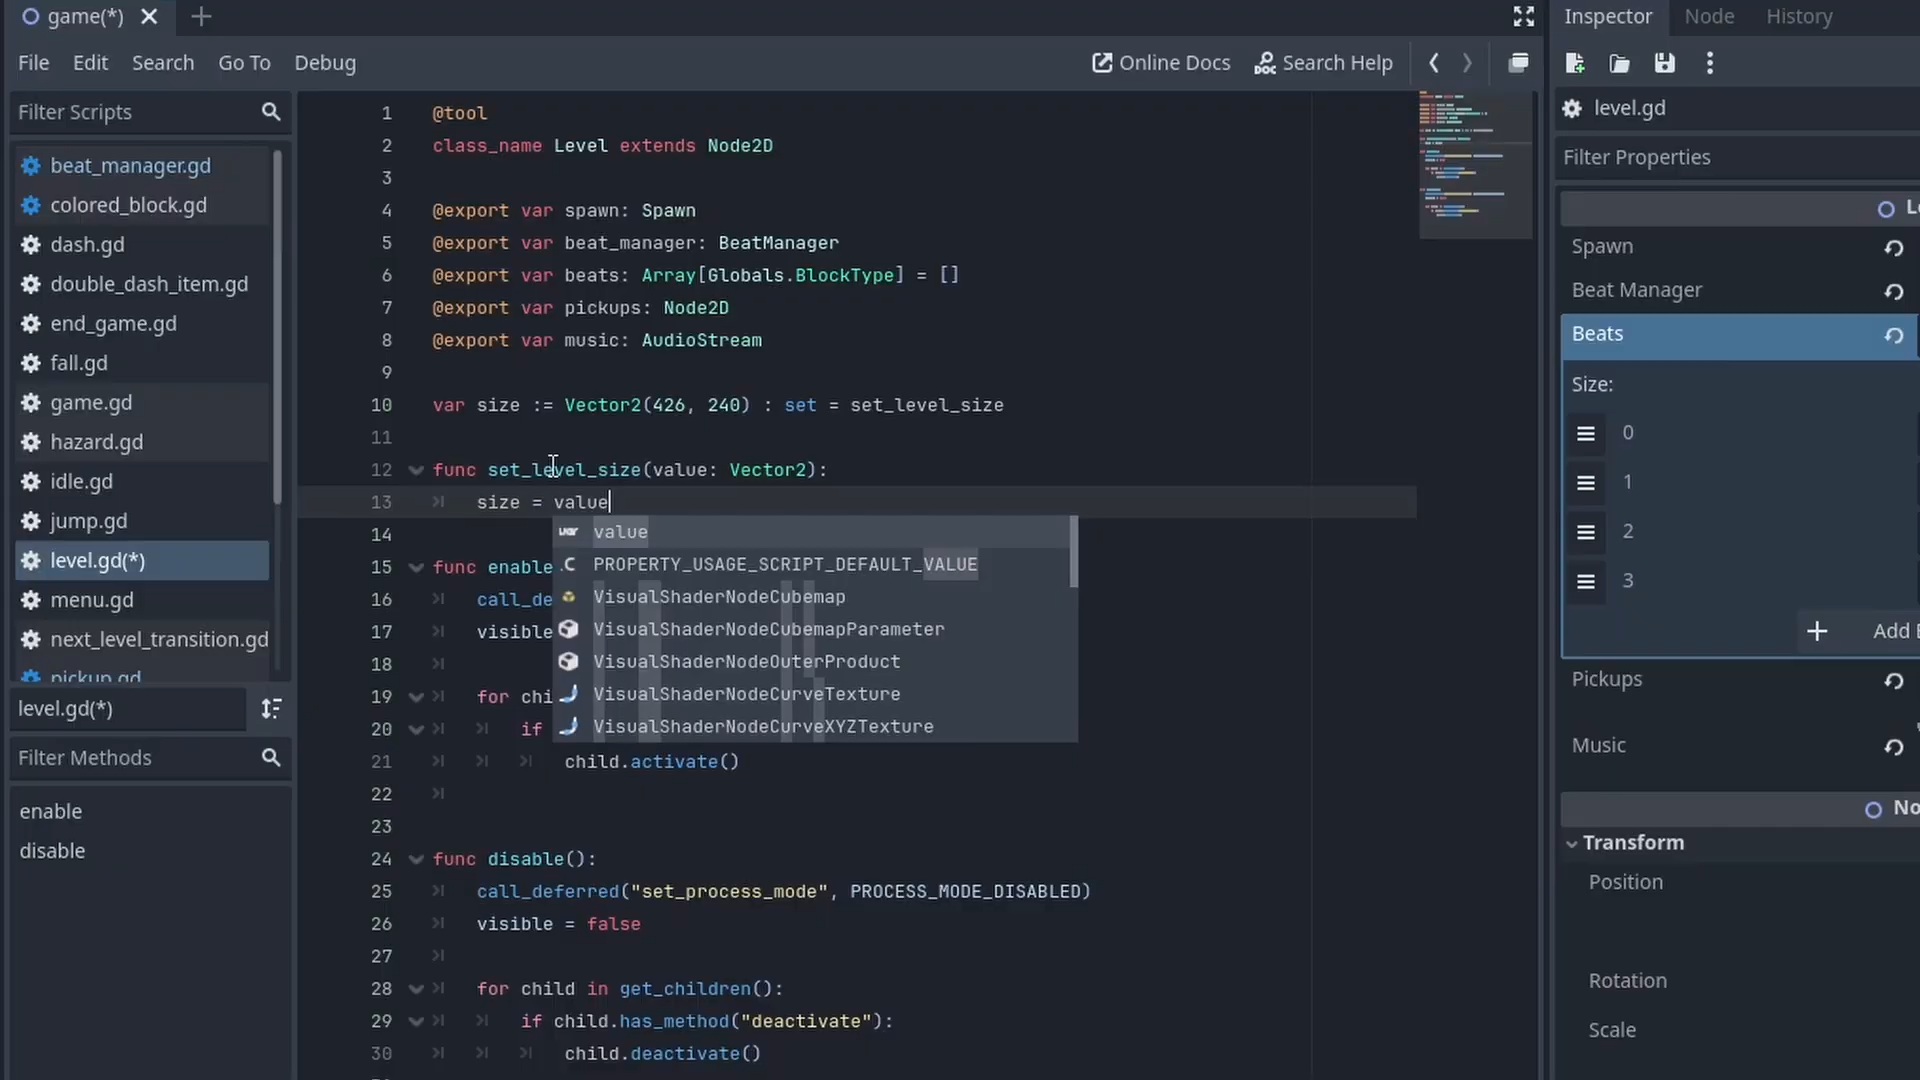 game(*)
File Edit Search Go To Debug
Online Docs Search Help
Filter Scripts
beat_manager.gd
colored_block.gd
dash.gd
double_dash_item.gd
end_game.gd
fall.gd
game.gd
hazard.gd
idle.gd
jump.gd
level.gd(*)
menu.gd
next_level_transition.gd
pickup.gd
level.gd(*)
Filter Methods
enable
disable
1 @tool
2 class_name Level extends Node2D
3
4 @export var spawn: Spawn
5 @export var beat_manager: BeatManager
6 @export var beats: Array[Globals.BlockType] = []
7 @export var pickups: Node2D
8 @export var music: AudioStream
9
10 var size := Vector2(426, 240) : set = set_level_size
11
12 func set_level_size(value: Vector2):
13 size = value
14
15 func enable
16 call_de
17 visible
18
19 for chi
20 if
21 child.activate()
22
23
24 func disable():
25 call_deferred("set_process_mode", PROCESS_MODE_DISABLED)
26 visible = false
27
28 for child in get_children():
29 if child.has_method("deactivate"):
30 child.deactivate()
value
PROPERTY_USAGE_SCRIPT_DEFAULT_VALUE
VisualShaderNodeCubemap
VisualShaderNodeCubemapParameter
VisualShaderNodeOuterProduct
VisualShaderNodeCurveTexture
VisualShaderNodeCurveXYZTexture
Inspector Node History
level.gd
Filter Properties
Spawn
Beat Manager
Beats
Size:
0
1
2
3
Add
Pickups
Music
Transform
Position
Rotation
Scale